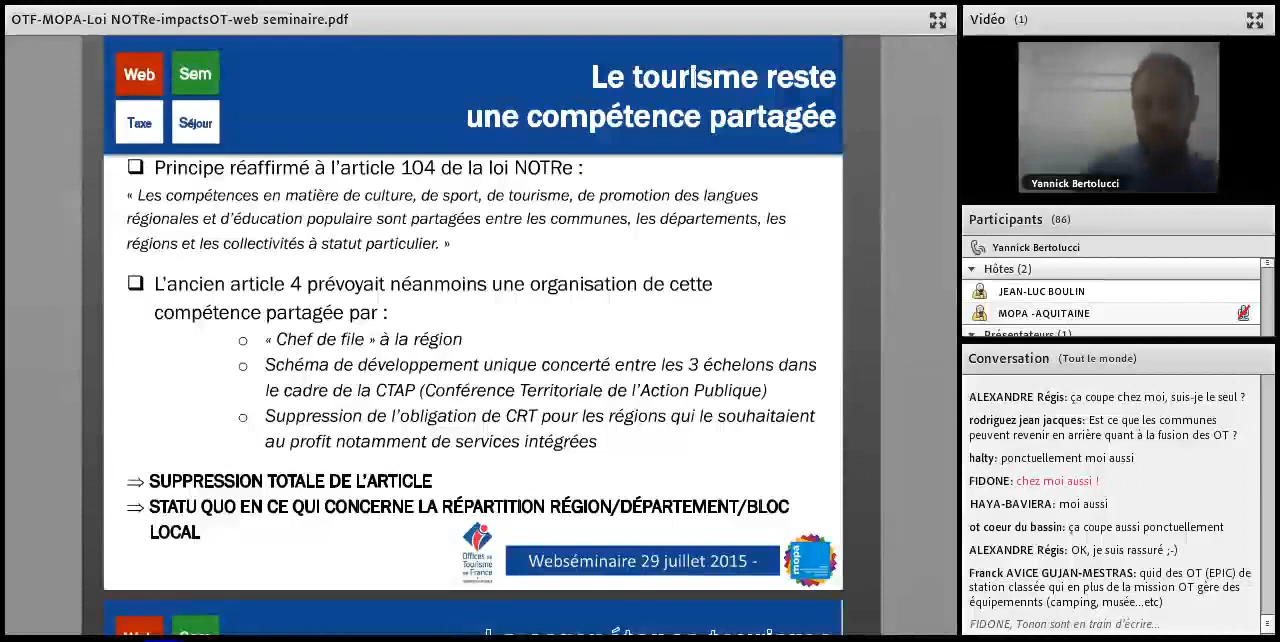 OTF-MOPA-Loi NOTRe-impactsOT-web seminaire.pdf
Web
Sem
Taxe
Séjour
Le tourisme reste
une compétence partagée
❑ Principe réaffirmé à l'article 104 de la loi NOTRe :
« Les compétences en matière de culture, de sport, de tourisme, de promotion des langues
régionales et d'éducation populaire sont partagées entre les communes, les départements, les
régions et les collectivités à statut particulier. »
❑ L'ancien article 4 prévoyait néanmoins une organisation de cette
compétence partagée par :
o « Chef de file » à la région
o Schéma de développement unique concerté entre les 3 échelons dans
le cadre de la CTAP (Conférence Territoriale de l'Action Publique)
o Suppression de l'obligation de CRT pour les régions qui le souhaitaient
au profit notamment de services intégrées
⇒ SUPPRESSION TOTALE DE L'ARTICLE
⇒ STATU QUO EN CE QUI CONCERNE LA RÉPARTITION RÉGION/DÉPARTEMENT/BLOC
LOCAL
Offices de
Tourisme
de France
Webséminaire 29 juillet 2015 -
mopa
Vidéo (1)
Yannick Bertolucci
Participants (86)
Yannick Bertolucci
Hôtes (2)
JEAN-LUC BOULIN
MOPA -AQUITAINE
Présentateurs (1)
Conversation (Tout le monde)
ALEXANDRE Régis: ça coupe chez moi, suis-je le seul ?
rodriguez jean jacques: Est ce que les communes
peuvent revenir en arrière quant à la fusion des OT ?
halty: ponctuellement moi aussi
FIDONE: chez moi aussi !
HAYA-BAVIERA: moi aussi
ot coeur du bassin: ça coupe aussi ponctuellement
ALEXANDRE Régis: OK, je suis rassuré ;-)
Franck AVICE GUJAN-MESTRAS: quid des OT (EPIC) de
station classée qui en plus de la mission OT gère des
équipemennts (camping, musée...etc)
FIDONE, Tonon sont en train d'écrire...
Web
Sem